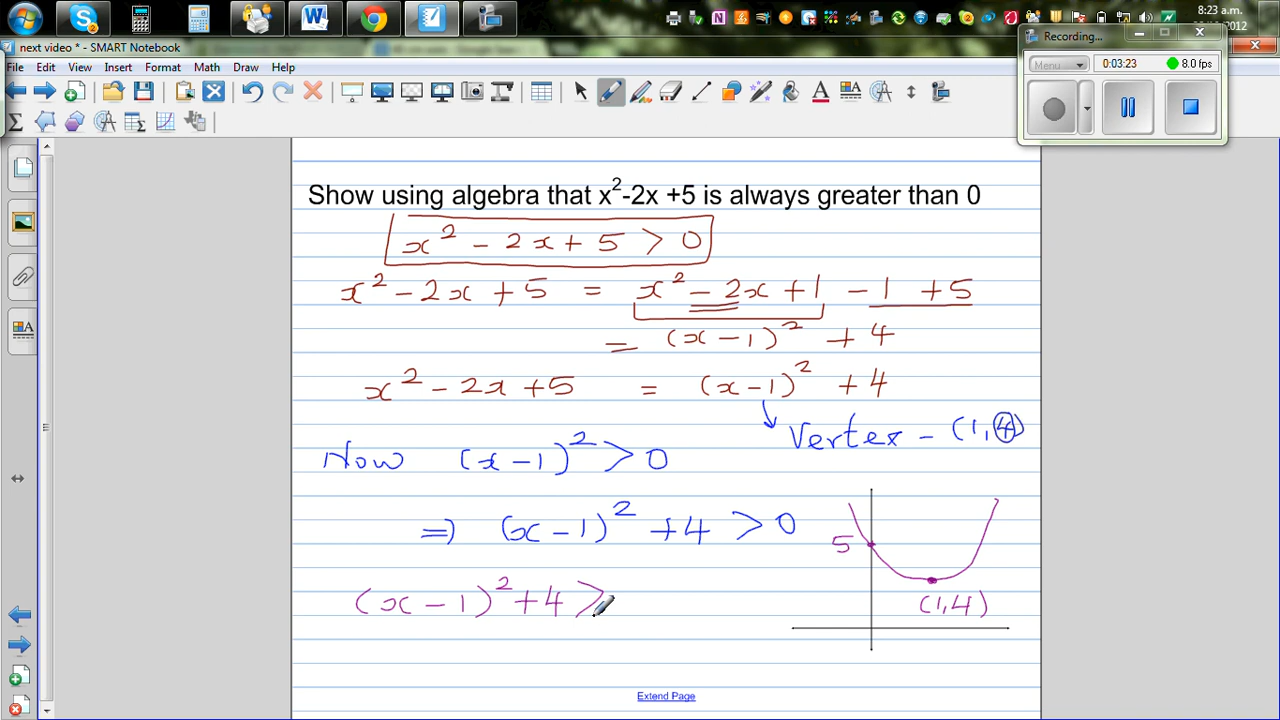 8:23 a.m.
2012
next video * - SMART Notebook
Recording...
File Edit View Insert Format Math Draw Help
Menu 0:03:23 8.0 fps
Show using algebra that x²-2x +5 is always greater than 0
x² - 2x + 5 > 0
x² - 2x + 5 = x² - 2x + 1 - 1 + 5
= (x - 1)² + 4
x² - 2x + 5 = (x - 1)² + 4
Vertex - (1, 4)
Now (x - 1)² > 0
=> (x - 1)² + 4 > 0
5
(x - 1)² + 4 >
(1,4)
Extend Page